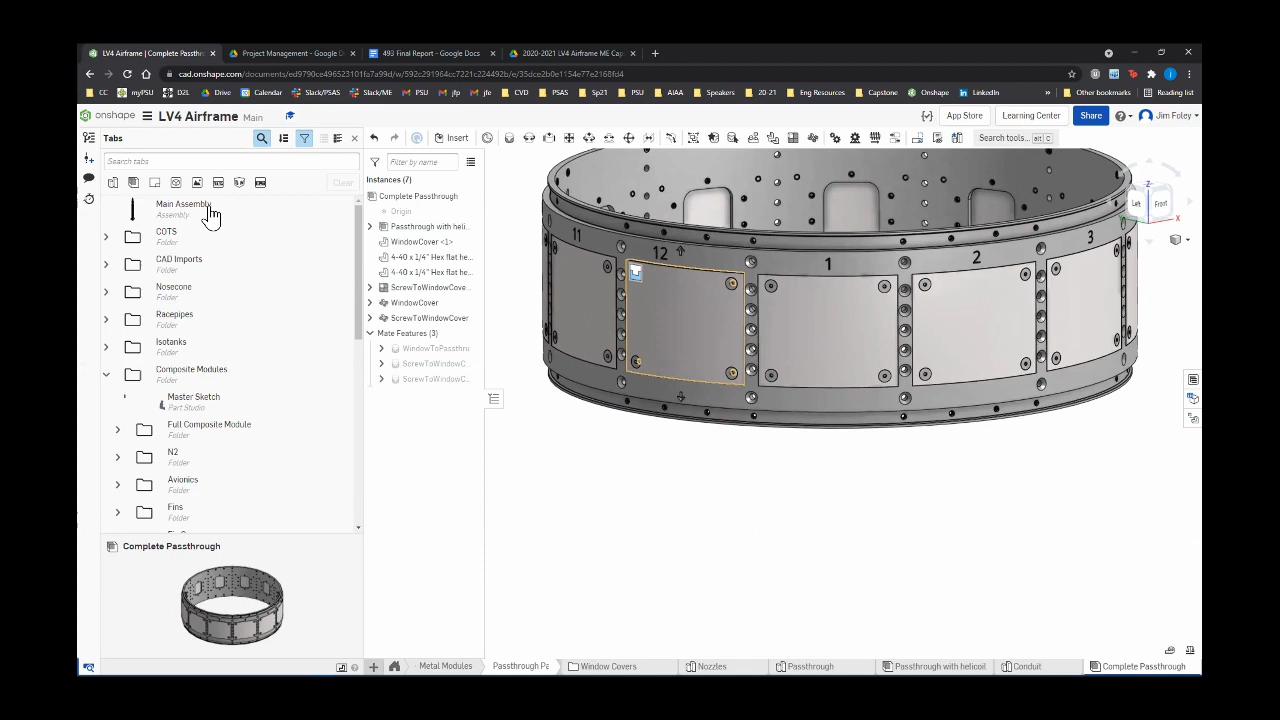 LV4 Airframe | Complete Passthr
Project Management - Google D
493 Final Report - Google Docs
2020-2021 LV4 Airframe ME Cap
cad.onshape.com/documents/ed9790ce496523101fa7a99d/w/592c291964cc7221c224492b/e/35dce2b0e1154e77e2168fd4
CC myPSU D2L Drive Calendar Slack/PSAS Slack/ME PSU jfp jfe CVD PSAS Sp21 PSU AIAA Speakers 20-21 Eng Resources Capstone Onshape LinkedIn » Other bookmarks Reading list
onshape LV4 Airframe Main App Store Learning Center Share Jim Foley
Tabs Insert Search tools... alt C
Search tabs
Clear
Filter by name
Instances (7)
Main Assembly
Assembly
COTS
Folder
CAD Imports
Folder
Nosecone
Folder
Racepipes
Folder
Isotanks
Folder
Composite Modules
Folder
Master Sketch
Part Studio
Full Composite Module
Folder
N2
Folder
Avionics
Folder
Fins
Folder
Complete Passthrough
Complete Passthrough
Origin
Passthrough with heli...
WindowCover <1>
4-40 x 1/4" Hex flat he...
4-40 x 1/4" Hex flat he...
ScrewToWindowCove...
WindowCover
ScrewToWindowCover
Mate Features (3)
WindowToPassthru...
ScrewToWindowC...
ScrewToWindowC...
11 12 1 2 3
Z
Left Front
X
Metal Modules Passthrough Pa Window Covers Nozzles Passthrough Passthrough with helicoil Conduit Complete Passthrough